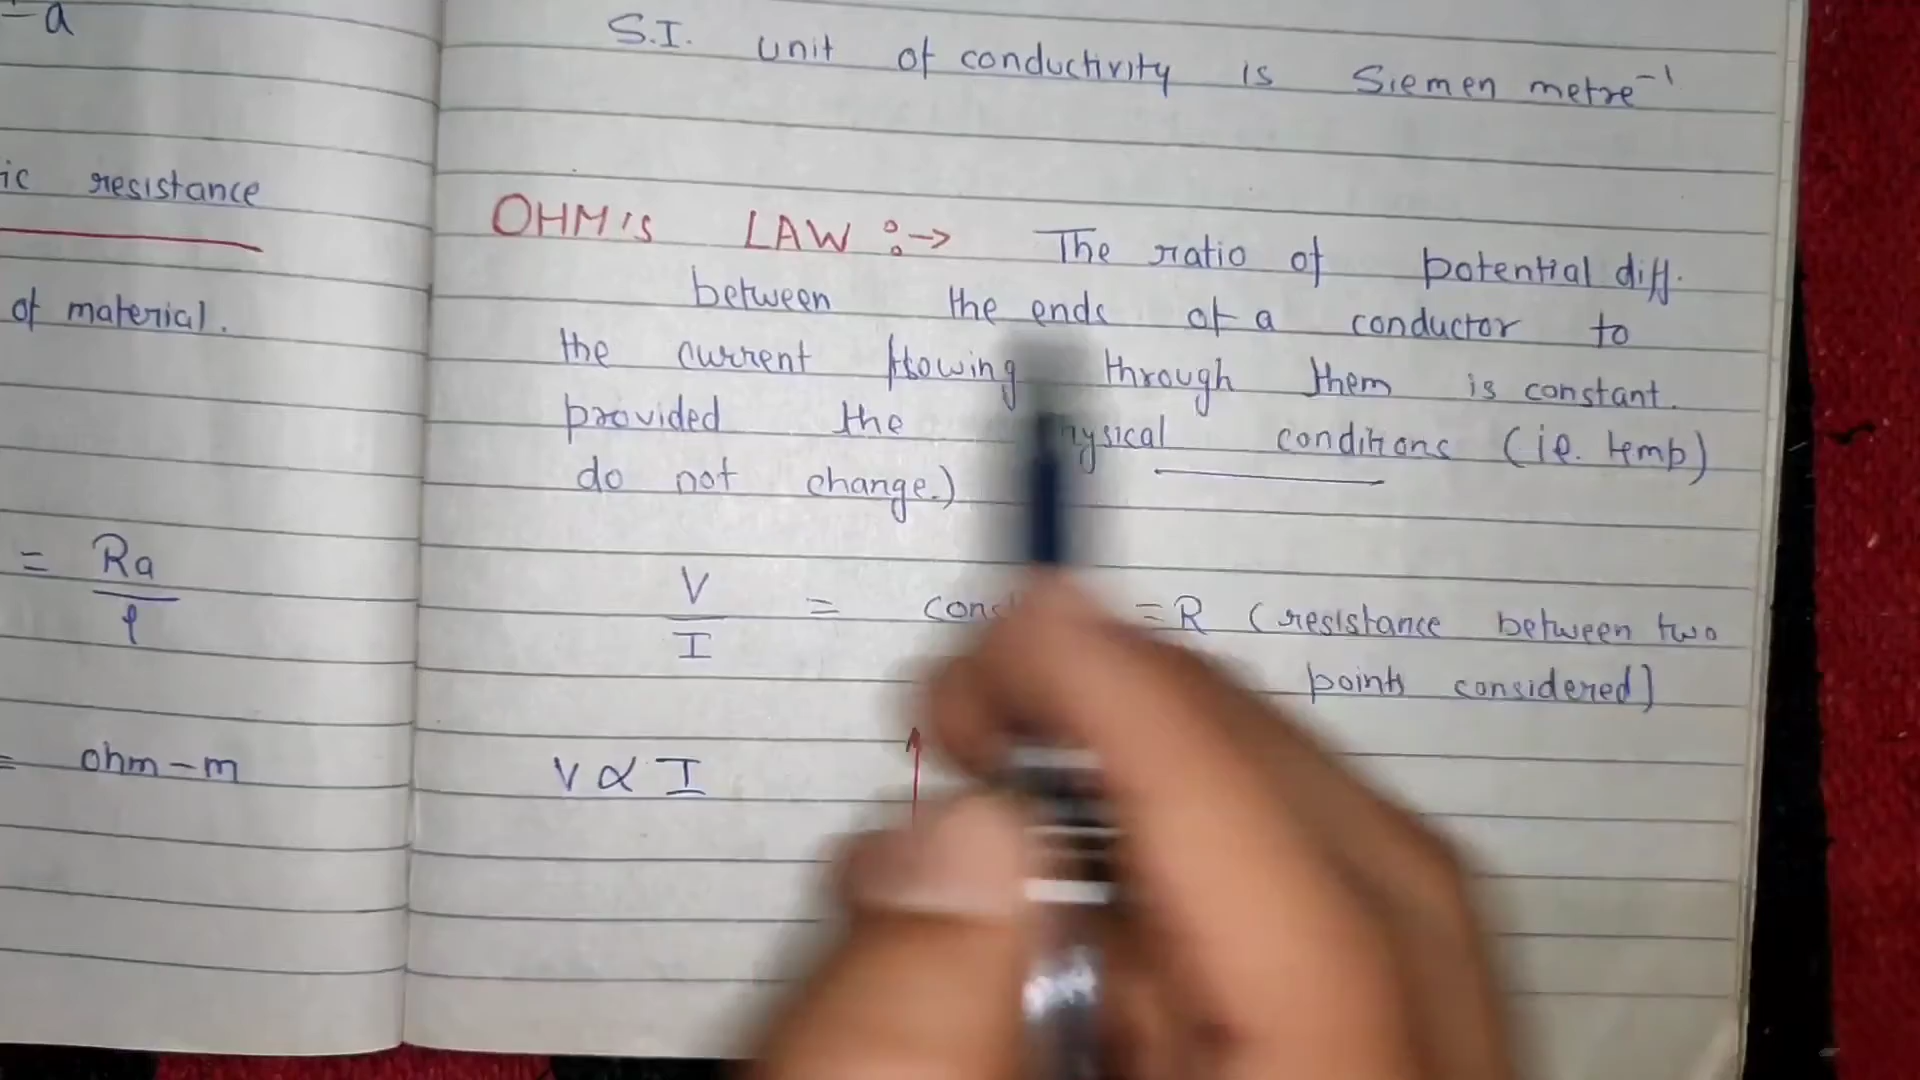 - a
ic resistance
of material.
= Ra
l
= ohm-m
S.I. unit of conductivity is Siemen metre⁻¹
OHM's LAW :→ The ratio of potential diff.
between the ends of a conductor to
the current flowing through them is constant.
provided the conditions (ie. temp)
do not change.)
V
I
= = R (resistance between two
points considered)
V ∝ I